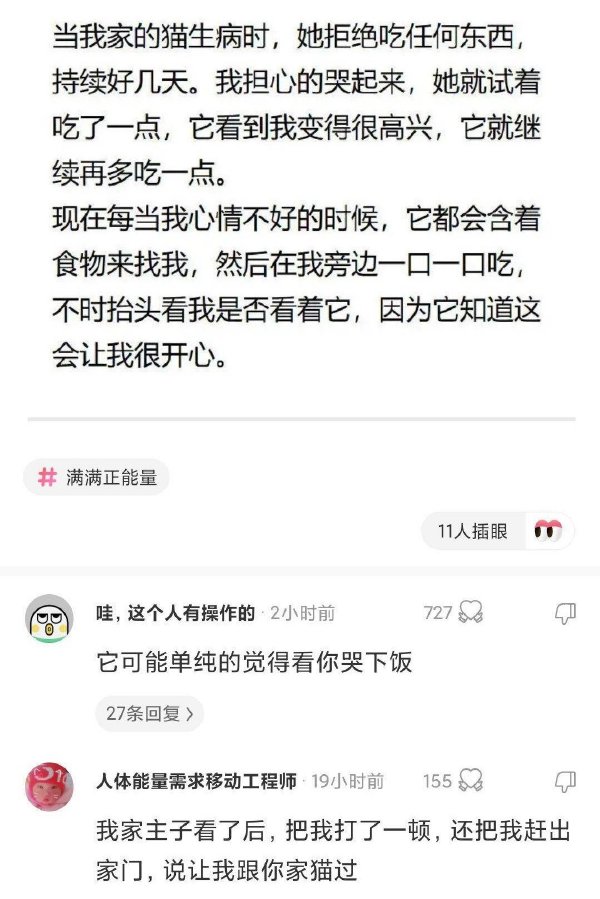 当我家的猫生病时，她拒绝吃任何东西，
持续好几天。我担心的哭起来，她就试着
吃了一点，它看到我变得很高兴，它就继
续再多吃一点。
现在每当我心情不好的时候，它都会含着
食物来找我，然后在我旁边一口一口吃，
不时抬头看我是否看着它，因为它知道这
会让我很开心。
# 满满正能量
11人插眼
哇，这个人有操作的 · 2小时前 727
它可能单纯的觉得看你哭下饭
27条回复 >
人体能量需求移动工程师 · 19小时前 155
我家主子看了后，把我打了一顿，还把我赶出
家门，说让我跟你家猫过